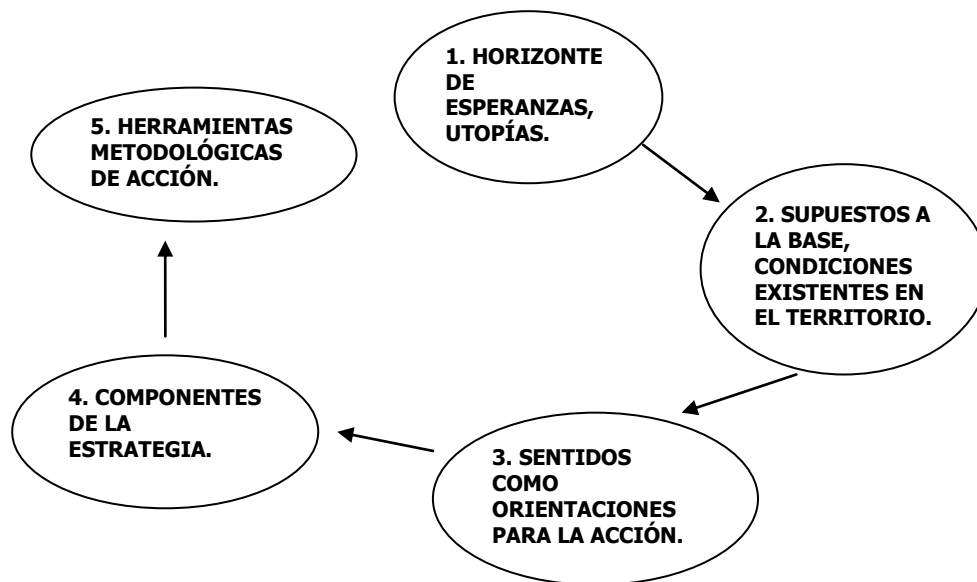 1. HORIZONTE
DE
ESPERANZAS,
UTOPÍAS.
2. SUPUESTOS A
LA BASE,
CONDICIONES
EXISTENTES EN
EL TERRITORIO.
3. SENTIDOS
COMO
ORIENTACIONES
PARA LA ACCIÓN.
4. COMPONENTES
DE LA
ESTRATEGIA.
5. HERRAMIENTAS
METODOLÓGICAS
DE ACCIÓN.